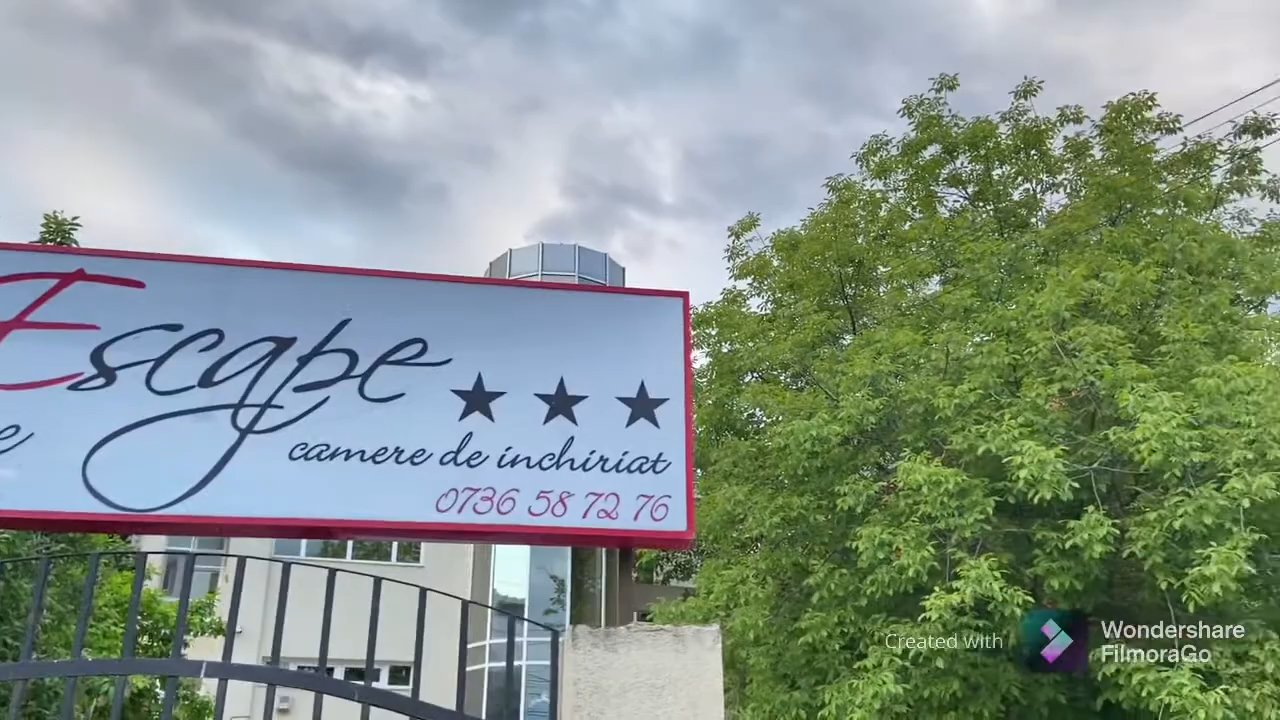 Escape
camere de inchiriat
0736 58 72 76
Created with
Wondershare
FilmoraGo